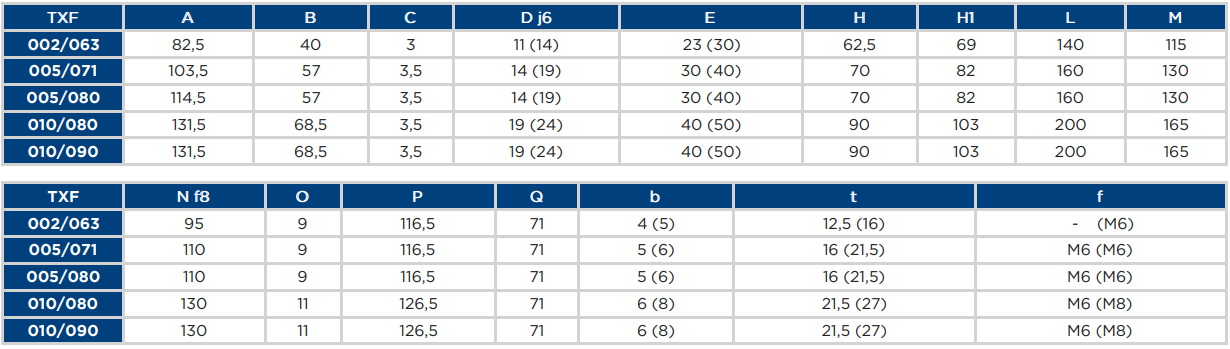 TXF A B C D j6 E H H1 L M
002/063 82,5 40 3 11 (14) 23 (30) 62,5 69 140 115
005/071 103,5 57 3,5 14 (19) 30 (40) 70 82 160 130
005/080 114,5 57 3,5 14 (19) 30 (40) 70 82 160 130
010/080 131,5 68,5 3,5 19 (24) 40 (50) 90 103 200 165
010/090 131,5 68,5 3,5 19 (24) 40 (50) 90 103 200 165
TXF N f8 O P Q b t f
002/063 95 9 116,5 71 4 (5) 12,5 (16) - (M6)
005/071 110 9 116,5 71 5 (6) 16 (21,5) M6 (M6)
005/080 110 9 116,5 71 5 (6) 16 (21,5) M6 (M6)
010/080 130 11 126,5 71 6 (8) 21,5 (27) M6 (M8)
010/090 130 11 126,5 71 6 (8) 21,5 (27) M6 (M8)